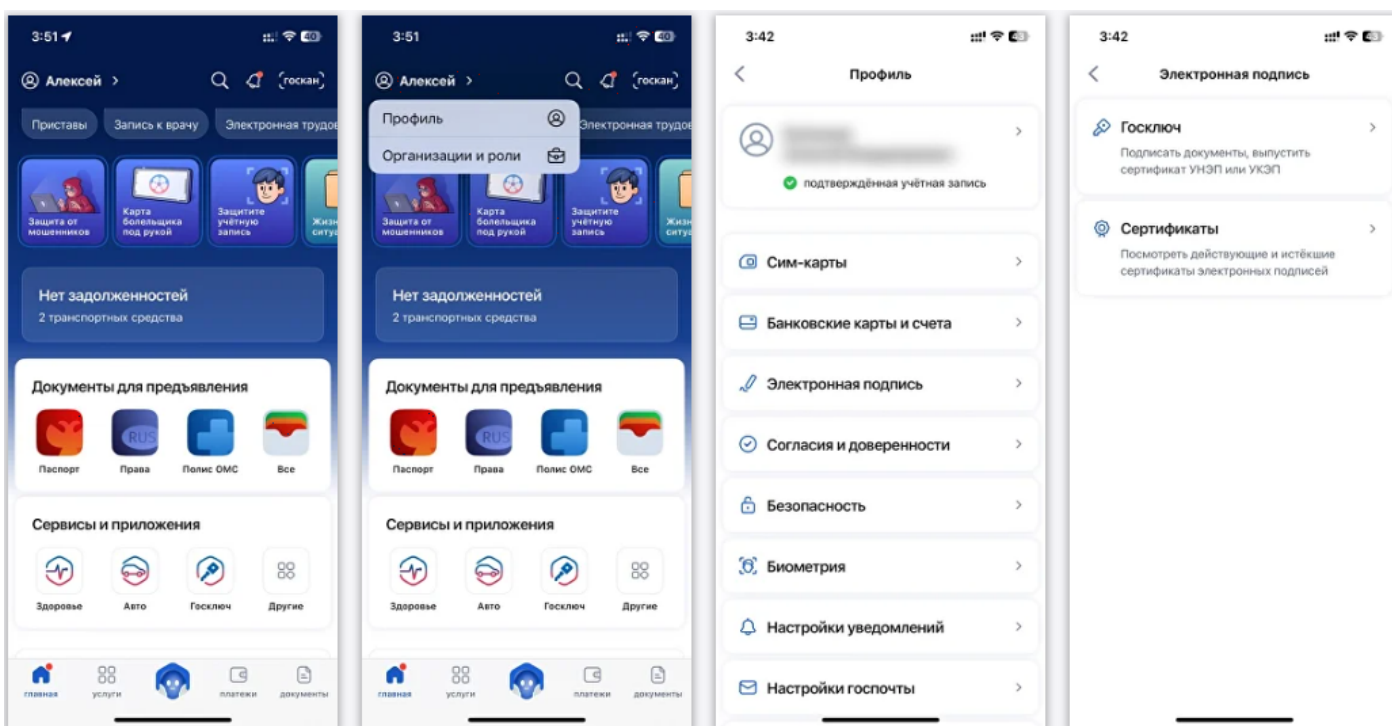 3:51
40
Алексей >
госкан
Приставы
Запись к врачу
Электронная трудов
Защита от
мошенников
Карта
болельщика
под рукой
Защитите
учётную
запись
Жизн
ситуа
Нет задолженностей
2 транспортных средства
Документы для предъявления
RUS
Паспорт
Права
Полис ОМС
Все
Сервисы и приложения
Здоровье
Авто
Госключ
Другие
главная
услуги
платежи
документы
3:51
40
Алексей >
госкан
Профиль
Организации и роли
Электронная трудов
Защита от
мошенников
Карта
болельщика
под рукой
Защитите
учётную
запись
Жизн
ситуа
Нет задолженностей
2 транспортных средства
Документы для предъявления
RUS
Паспорт
Права
Полис ОМС
Все
Сервисы и приложения
Здоровье
Авто
Госключ
Другие
главная
услуги
платежи
документы
3:42
Профиль
подтверждённая учётная запись
Сим-карты
Банковские карты и счета
Электронная подпись
Согласия и доверенности
Безопасность
Биометрия
Настройки уведомлений
Настройки госпочты
3:42
Электронная подпись
Госключ
Подписать документы, выпустить
сертификат УНЭП или УКЭП
Сертификаты
Посмотреть действующие и истёкшие
сертификаты электронных подписей